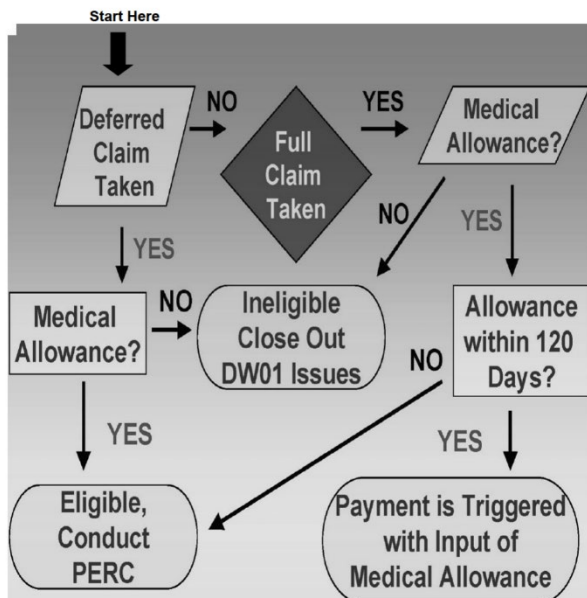 Start Here
Deferred
Claim
Taken
NO
Full
Claim
Taken
YES
Medical
Allowance?
NO
YES
YES
Medical
Allowance?
NO
Ineligible
Close Out
DW01 Issues
Allowance
within 120
Days?
NO
YES
YES
Eligible,
Conduct
PERC
Payment is Triggered
with Input of
Medical Allowance